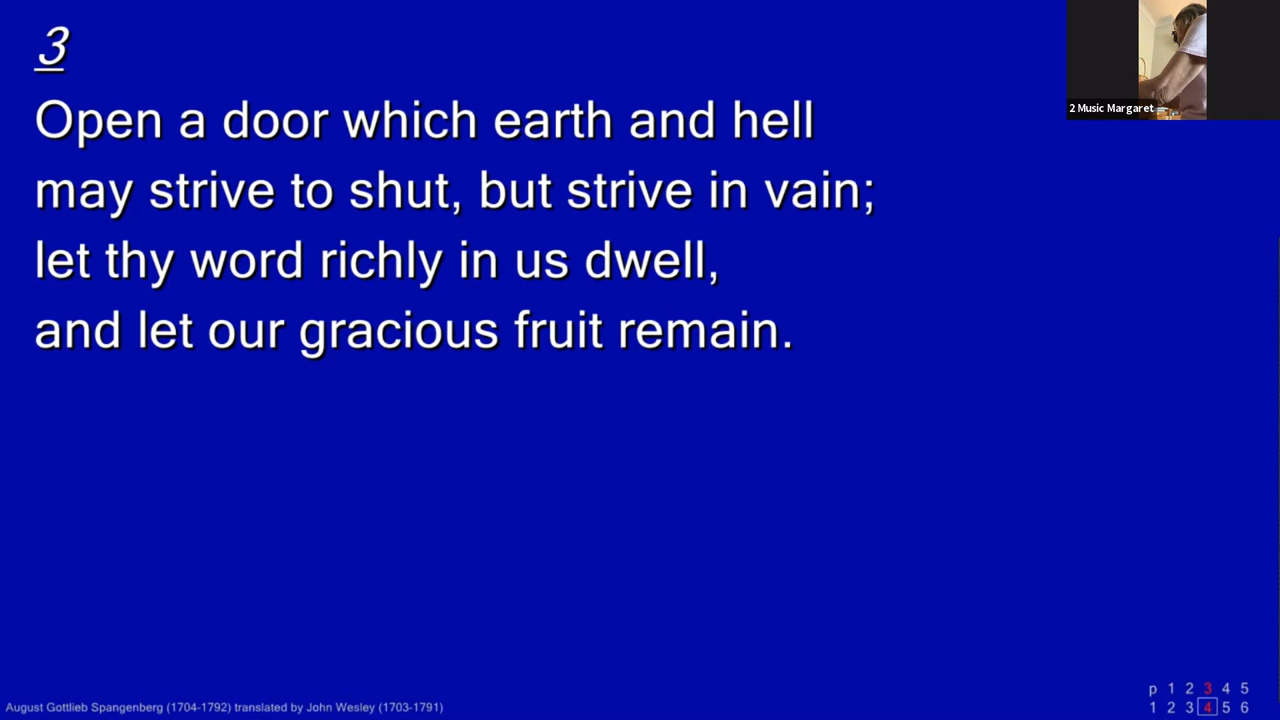 3
Open a door which earth and hell
may strive to shut, but strive in vain;
let thy word richly in us dwell,
and let our gracious fruit remain.
2 Music Margaret
August Gottlieb Spangenberg (1704-1792) translated by John Wesley (1703-1791)
p 1 2 3 4 5
1 2 3 4 5 6